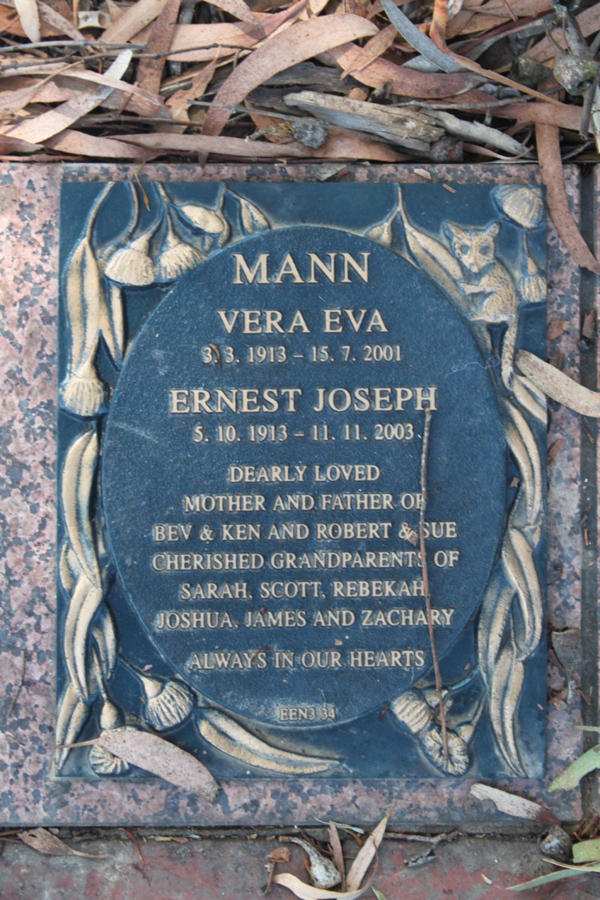 MANN
VERA EVA
3. 3. 1913 – 15. 7. 2001
ERNEST JOSEPH
5. 10. 1913 – 11. 11. 2003
DEARLY LOVED
MOTHER AND FATHER OF
BEV & KEN AND ROBERT & SUE
CHERISHED GRANDPARENTS OF
SARAH, SCOTT, REBEKAH,
JOSHUA, JAMES AND ZACHARY
ALWAYS IN OUR HEARTS
EEN3 34